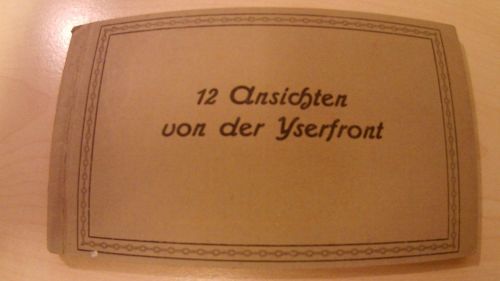 12 Ansichten
von der Yserfront